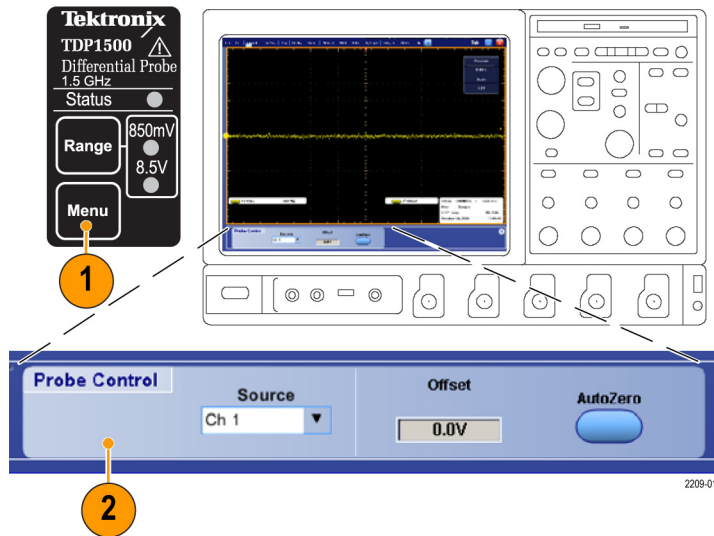 Tektronix
TDP1500
Differential Probe
1.5 GHz
Status
Range
850mV
8.5V
Menu
1
Probe Control
Source
Ch 1
Offset
0.0V
AutoZero
2
2209-01